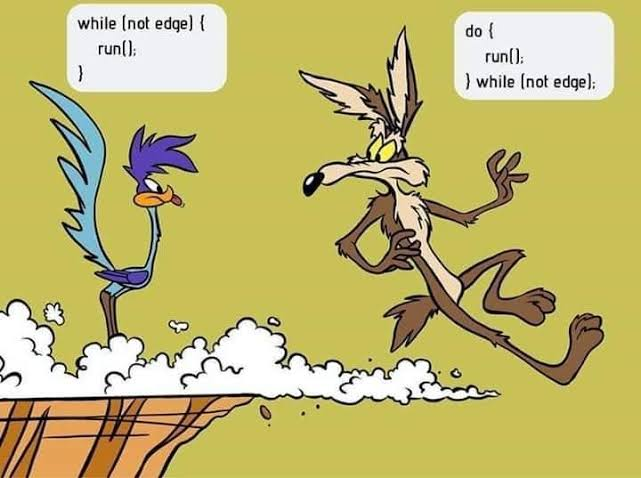 while (not edge) {
run();
}
do {
run();
} while (not edge);